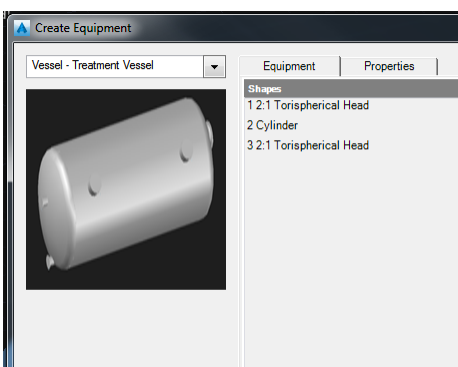 Create Equipment
Vessel - Treatment Vessel
Equipment
Properties
Shapes
1 2:1 Torispherical Head
2 Cylinder
3 2:1 Torispherical Head